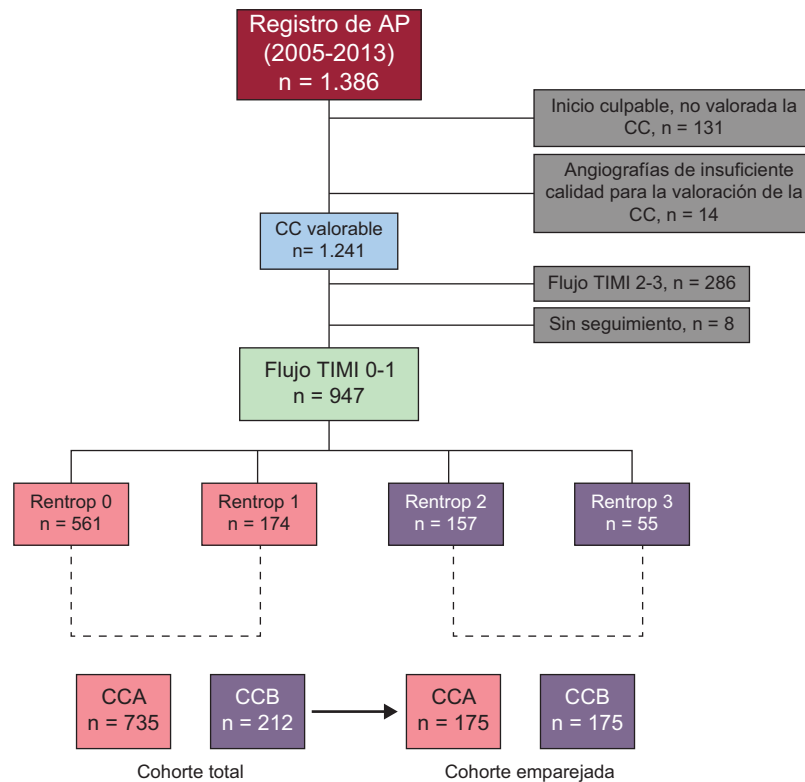 Registro de AP
(2005-2013)
n = 1.386
Inicio culpable, no valorada la
CC, n = 131
Angiografías de insuficiente
calidad para la valoración de la
CC, n = 14
CC valorable
n= 1.241
Flujo TIMI 2-3, n = 286
Sin seguimiento, n = 8
Flujo TIMI 0-1
n = 947
Rentrop 0
n = 561
Rentrop 1
n = 174
Rentrop 2
n = 157
Rentrop 3
n = 55
CCA
n = 735
CCB
n = 212
CCA
n = 175
CCB
n = 175
Cohorte total
Cohorte emparejada